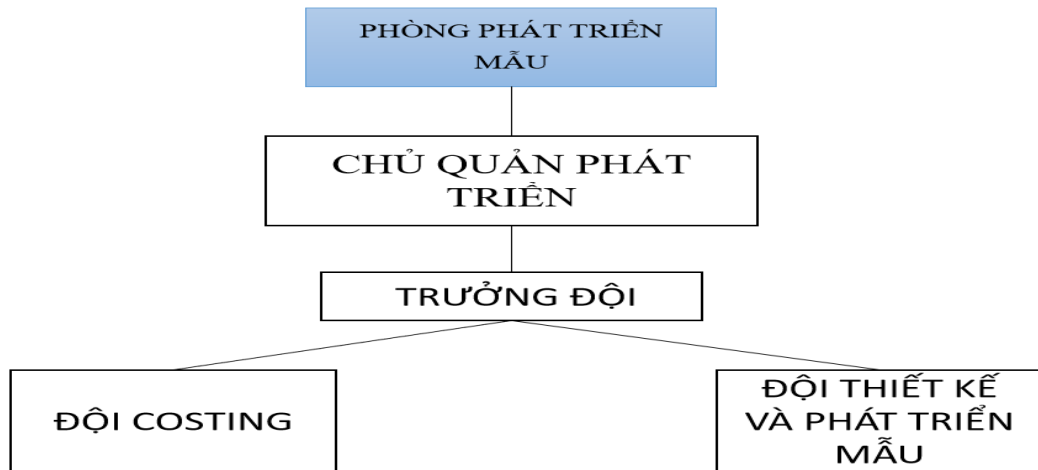 PHÒNG PHÁT TRIỂN
MẪU
CHỦ QUẢN PHÁT
TRIỂN
TRƯỞNG ĐỘI
ĐỘI COSTING
ĐỘI THIẾT KẾ
VÀ PHÁT TRIỂN
MẪU